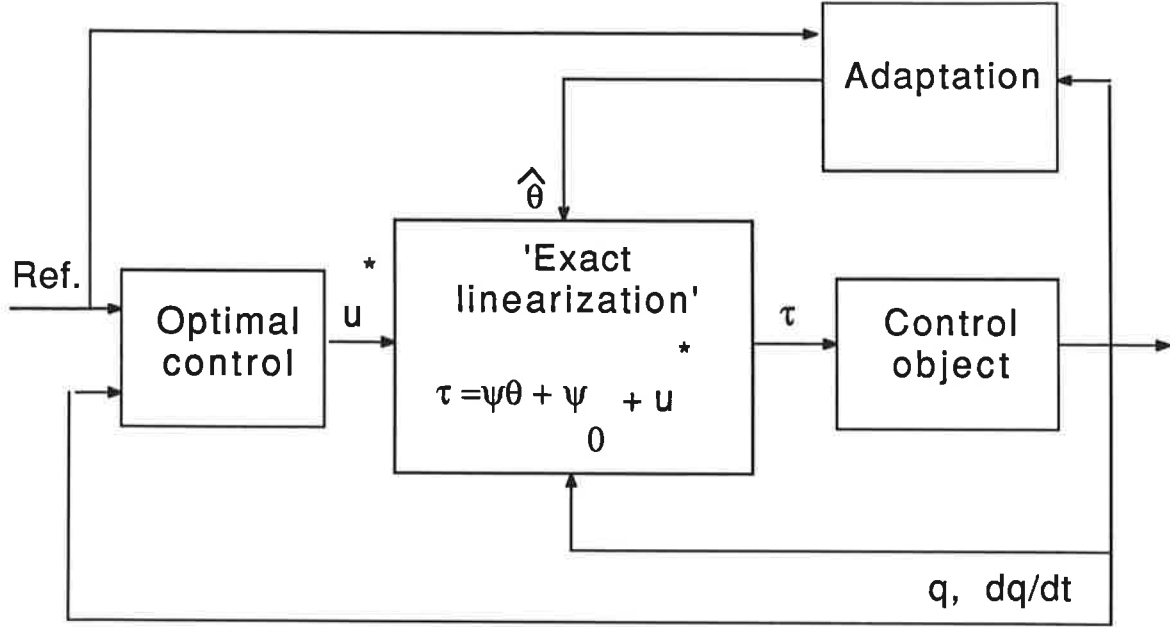 Adaptation
θ̂
Ref.
Optimal
control
u*
'Exact
linearization'
τ =ψθ + ψ₀ + u*
τ
Control
object
q, dq/dt